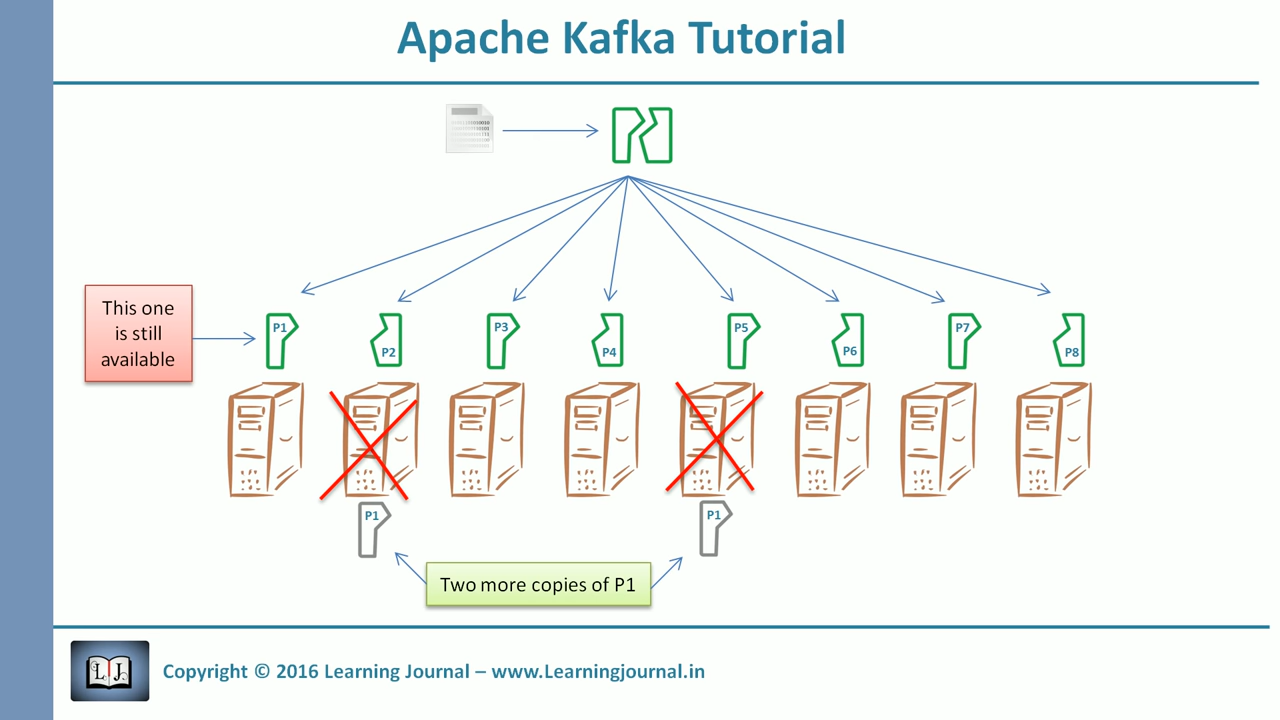 Apache Kafka Tutorial
This one
is still
available
P1
P2
P3
P4
P5
P6
P7
P8
P1
P1
Two more copies of P1
LJ
Copyright © 2016 Learning Journal – www.Learningjournal.in